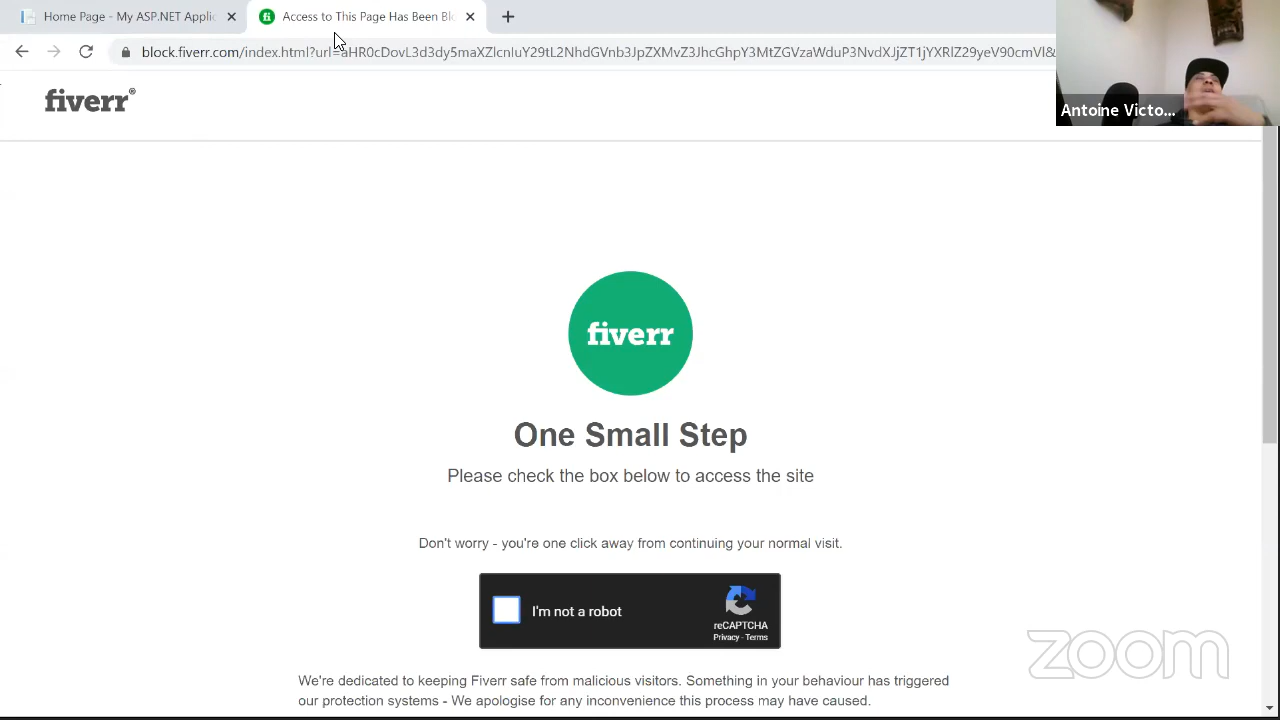 Home Page - My ASP.NET Applic
Access to This Page Has Been Blo
block.fiverr.com/index.html?url=
fiverr®
Antoine Victo...
fiverr
One Small Step
Please check the box below to access the site
Don't worry - you're one click away from continuing your normal visit.
I'm not a robot
reCAPTCHA
Privacy - Terms
We're dedicated to keeping Fiverr safe from malicious visitors. Something in your behaviour has triggered
our protection systems - We apologise for any inconvenience this process may have caused.
zoom